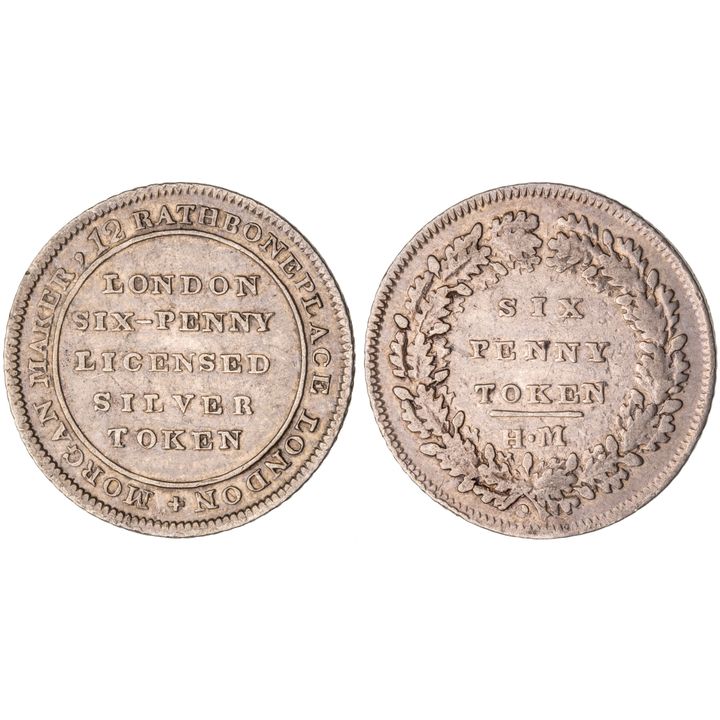 MORGAN MAKER, 12 RATHBONEPLACE LONDON +
LONDON
SIX-PENNY
LICENSED
SILVER
TOKEN
SIX
PENNY
TOKEN
H·M